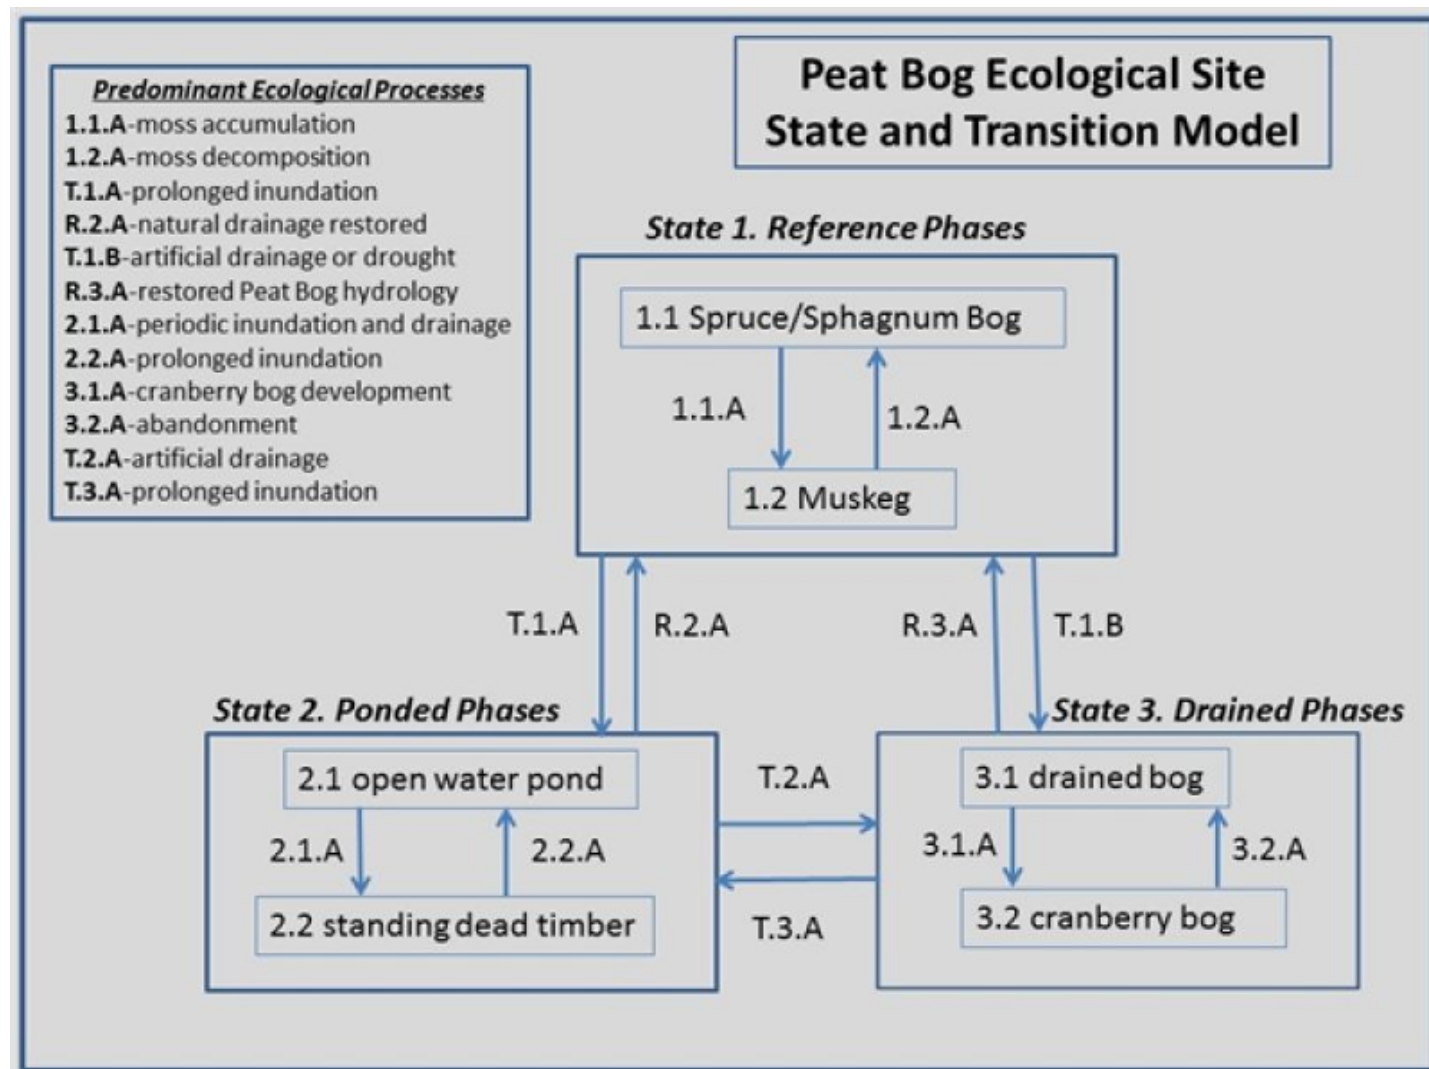 Peat Bog Ecological Site
State and Transition Model
Predominant Ecological Processes
1.1.A-moss accumulation
1.2.A-moss decomposition
T.1.A-prolonged inundation
R.2.A-natural drainage restored
T.1.B-artificial drainage or drought
R.3.A-restored Peat Bog hydrology
2.1.A-periodic inundation and drainage
2.2.A-prolonged inundation
3.1.A-cranberry bog development
3.2.A-abandonment
T.2.A-artificial drainage
T.3.A-prolonged inundation
State 1. Reference Phases
1.1 Spruce/Sphagnum Bog
1.1.A
1.2.A
1.2 Muskeg
T.1.A
R.2.A
R.3.A
T.1.B
State 2. Ponded Phases
2.1 open water pond
2.1.A
2.2.A
2.2 standing dead timber
T.2.A
T.3.A
State 3. Drained Phases
3.1 drained bog
3.1.A
3.2.A
3.2 cranberry bog